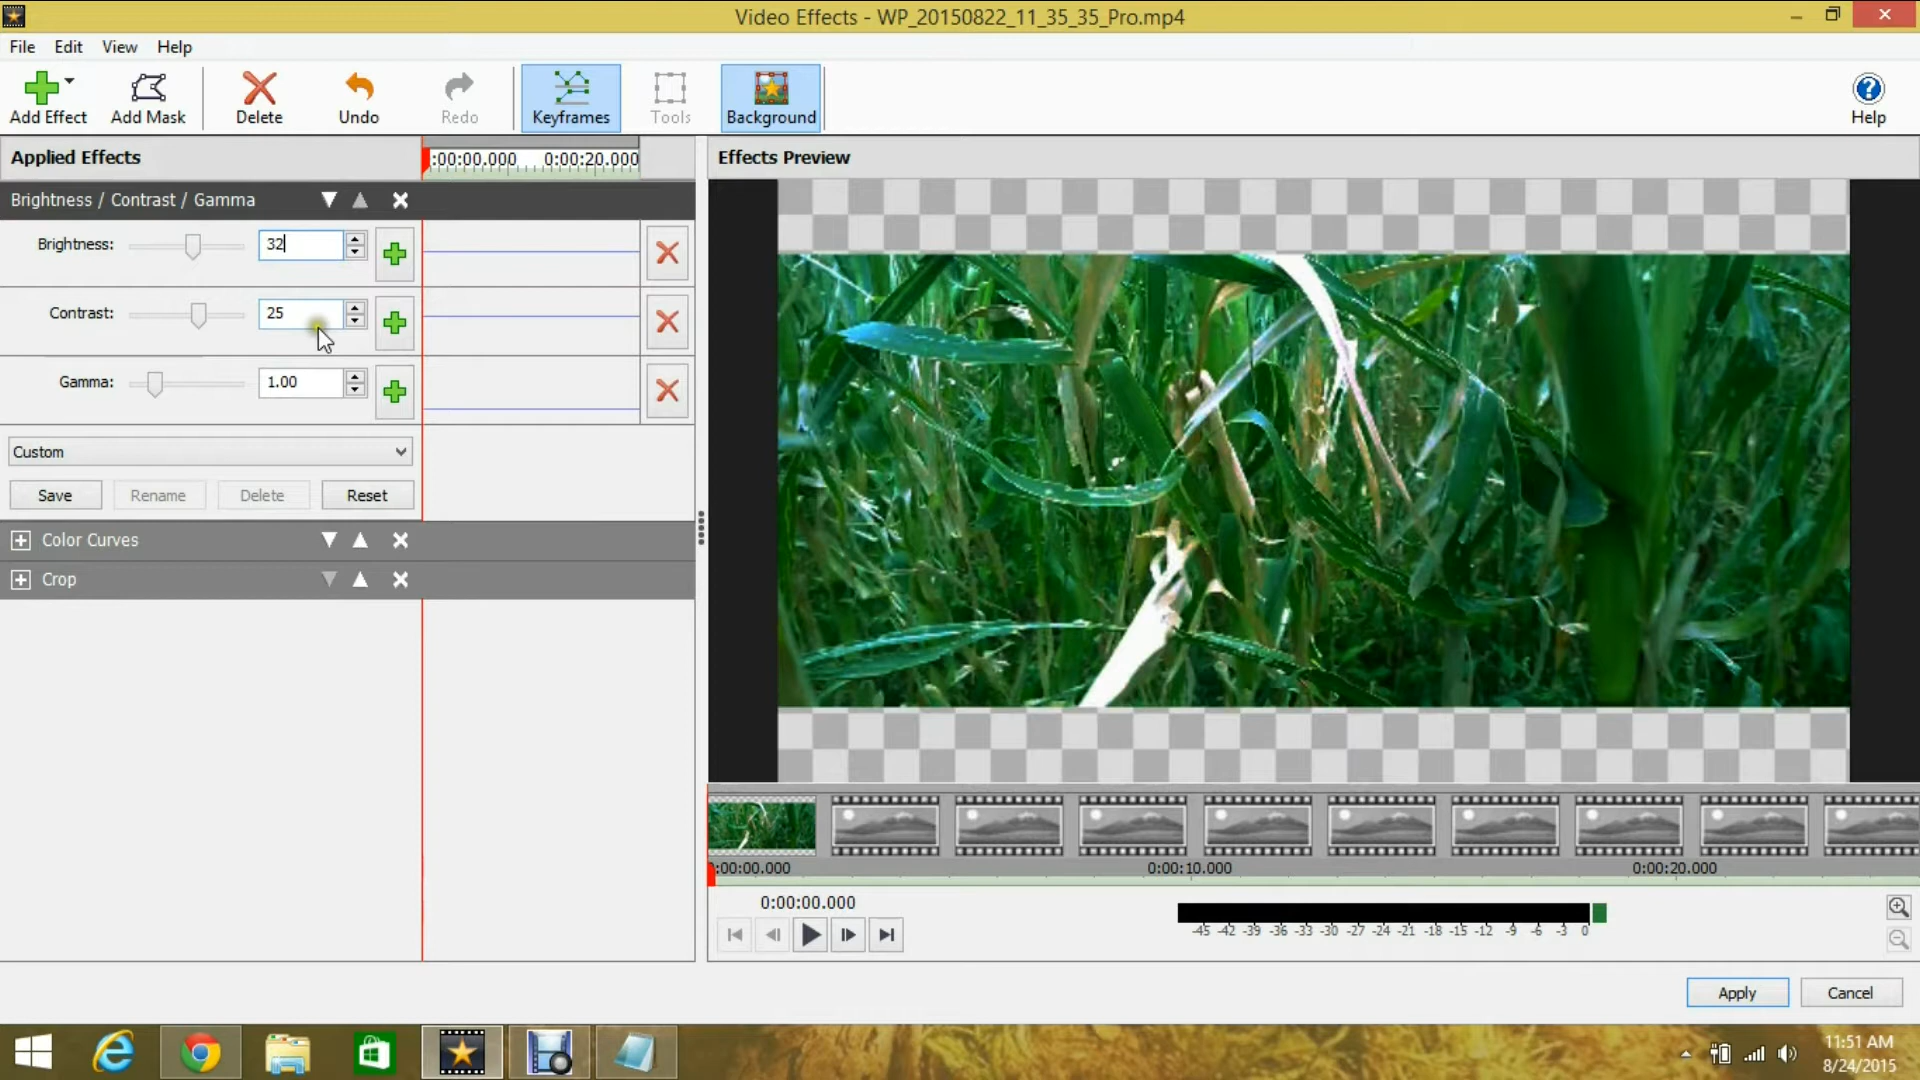 Video Effects - WP_20150822_11_35_35_Pro.mp4
File Edit View Help
Add Effect Add Mask Delete Undo Redo Keyframes Tools Background Help
Applied Effects
:00:00.000 0:00:20.000
Effects Preview
Brightness / Contrast / Gamma
Brightness: 32
Contrast: 25
Gamma: 1.00
Custom
Save Rename Delete Reset
Color Curves
Crop
:00:00.000 0:00:10.000 0:00:20.000
0:00:00.000
-45 -42 -39 -36 -33 -30 -27 -24 -21 -18 -15 -12 -9 -6 -3 0
Apply Cancel
11:51 AM
8/24/2015